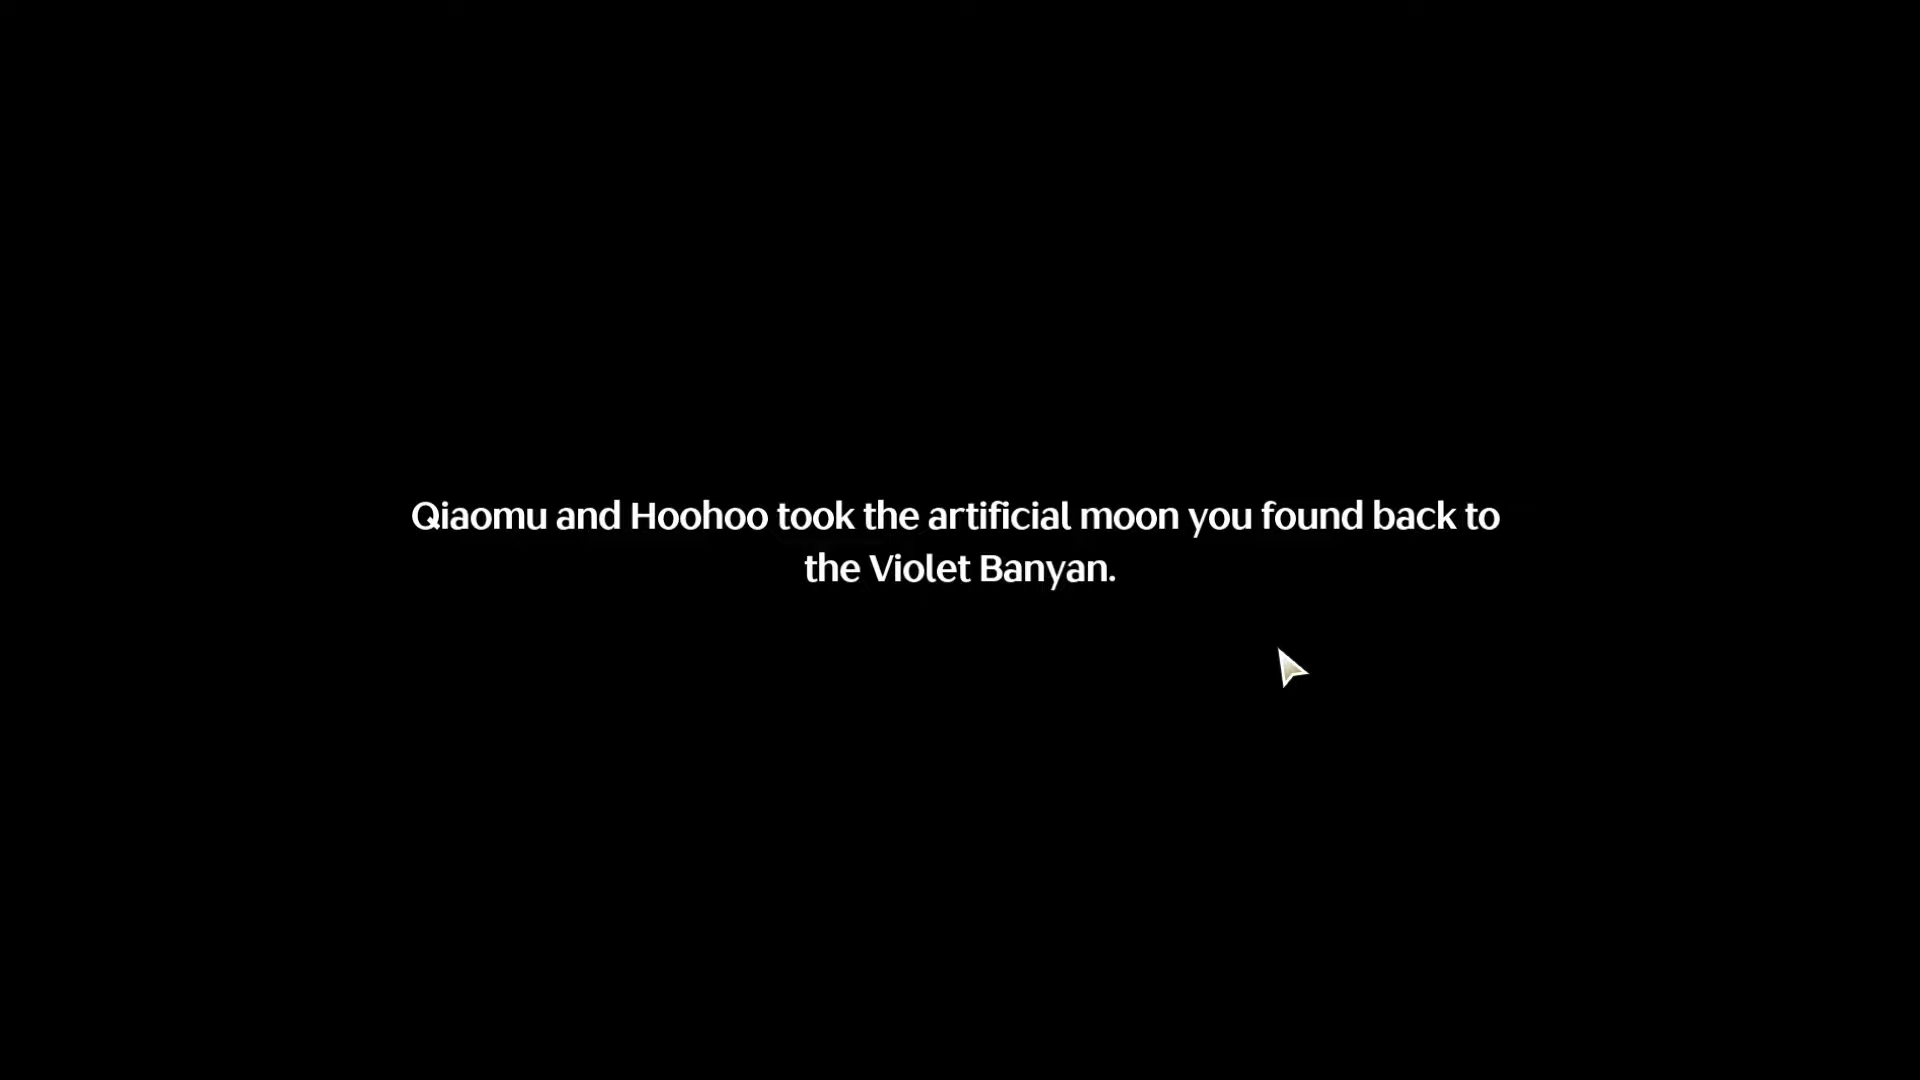 Qiaomu and Hoohoo took the artificial moon you found back to
the Violet Banyan.